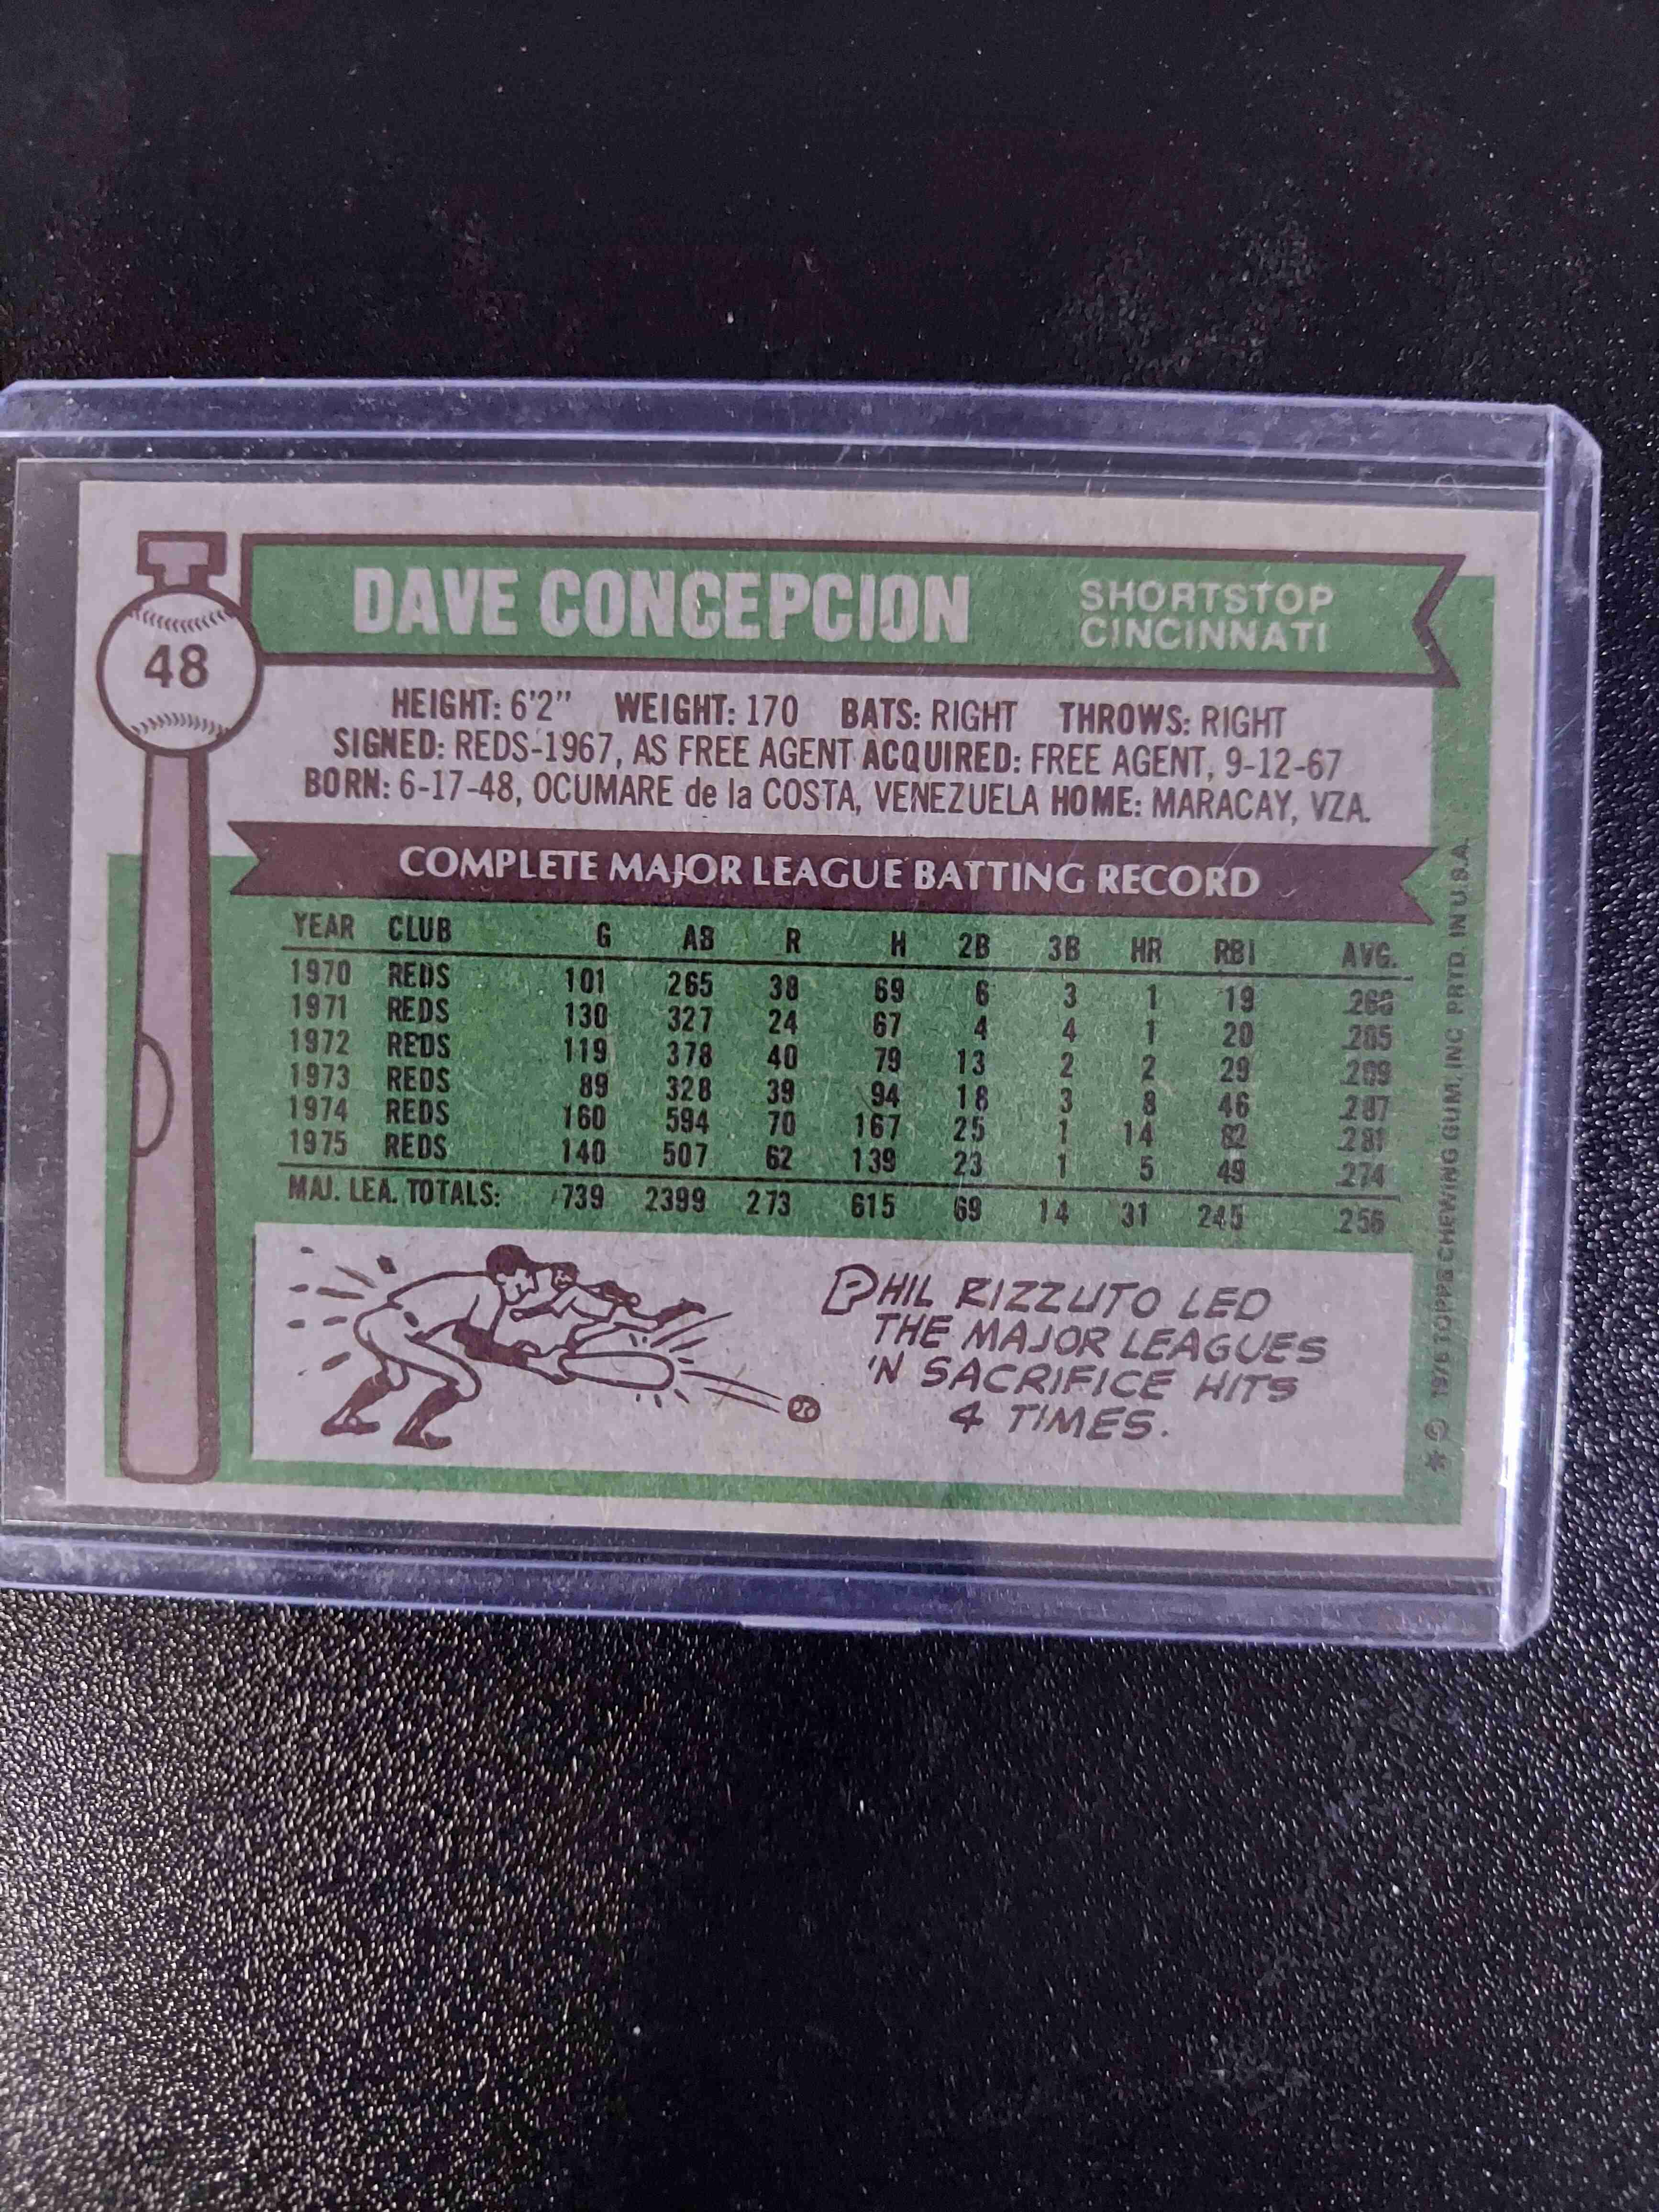 48
DAVE CONCEPCION
SHORTSTOP
CINCINNATI
HEIGHT: 6'2" WEIGHT: 170 BATS: RIGHT THROWS: RIGHT
SIGNED: REDS-1967, AS FREE AGENT ACQUIRED: FREE AGENT, 9-12-67
BORN: 6-17-48, OCUMARE de la COSTA, VENEZUELA HOME: MARACAY, VZA.
COMPLETE MAJOR LEAGUE BATTING RECORD
YEAR CLUB G AB R H 2B 3B HR RBI AVG.
1970 REDS 101 265 38 69 6 3 1 19 .260
1971 REDS 130 327 24 67 4 4 1 20 .205
1972 REDS 119 378 40 79 13 2 2 29 .209
1973 REDS 89 328 39 94 18 3 8 46 .287
1974 REDS 160 594 70 167 25 1 14 82 .281
1975 REDS 140 507 62 139 23 1 5 49 .274
MAJ. LEA. TOTALS: 739 2399 273 615 69 14 31 245 .256
PHIL RIZZUTO LED
THE MAJOR LEAGUES
'N SACRIFICE HITS
4 TIMES.
* © 1976 TOPPS CHEWING GUM, INC. PRTD. IN U.S.A.